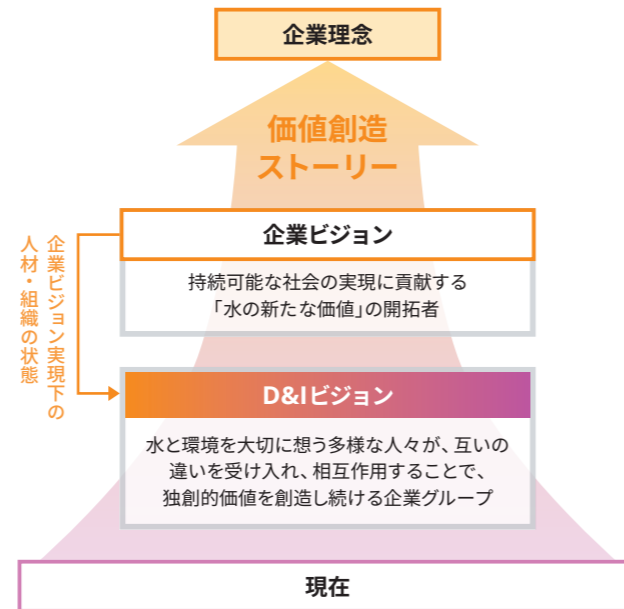 企業理念
価値創造
ストーリー
企業ビジョン
持続可能な社会の実現に貢献する
「水の新たな価値」の開拓者
企業ビジョン実現下の
人材・組織の状態
D&Iビジョン
水と環境を大切に想う多様な人々が、互いの
違いを受け入れ、相互作用することで、
独創的価値を創造し続ける企業グループ
現在